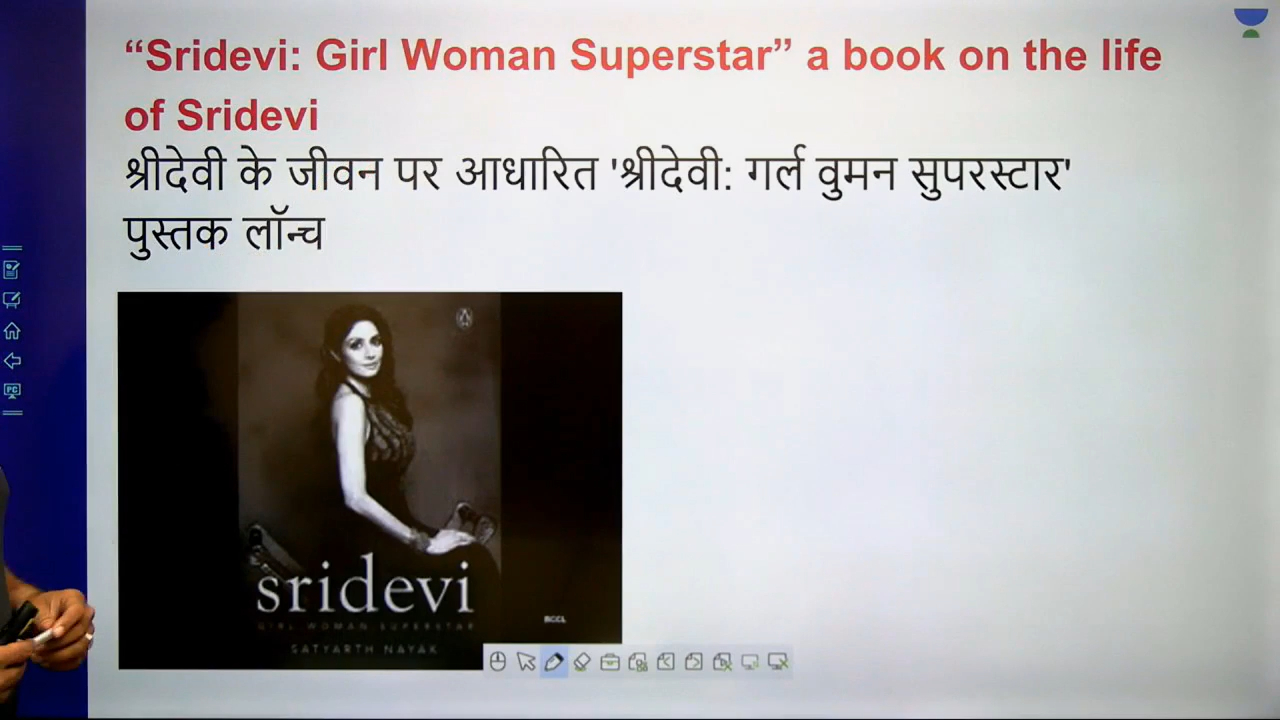 “Sridevi: Girl Woman Superstar” a book on the life
of Sridevi
श्रीदेवी के जीवन पर आधारित 'श्रीदेवी: गर्ल वुमन सुपरस्टार'
पुस्तक लॉन्च
sridevi
GIRL WOMAN SUPERSTAR
SATYARTH NAYAK
BCCL
PC